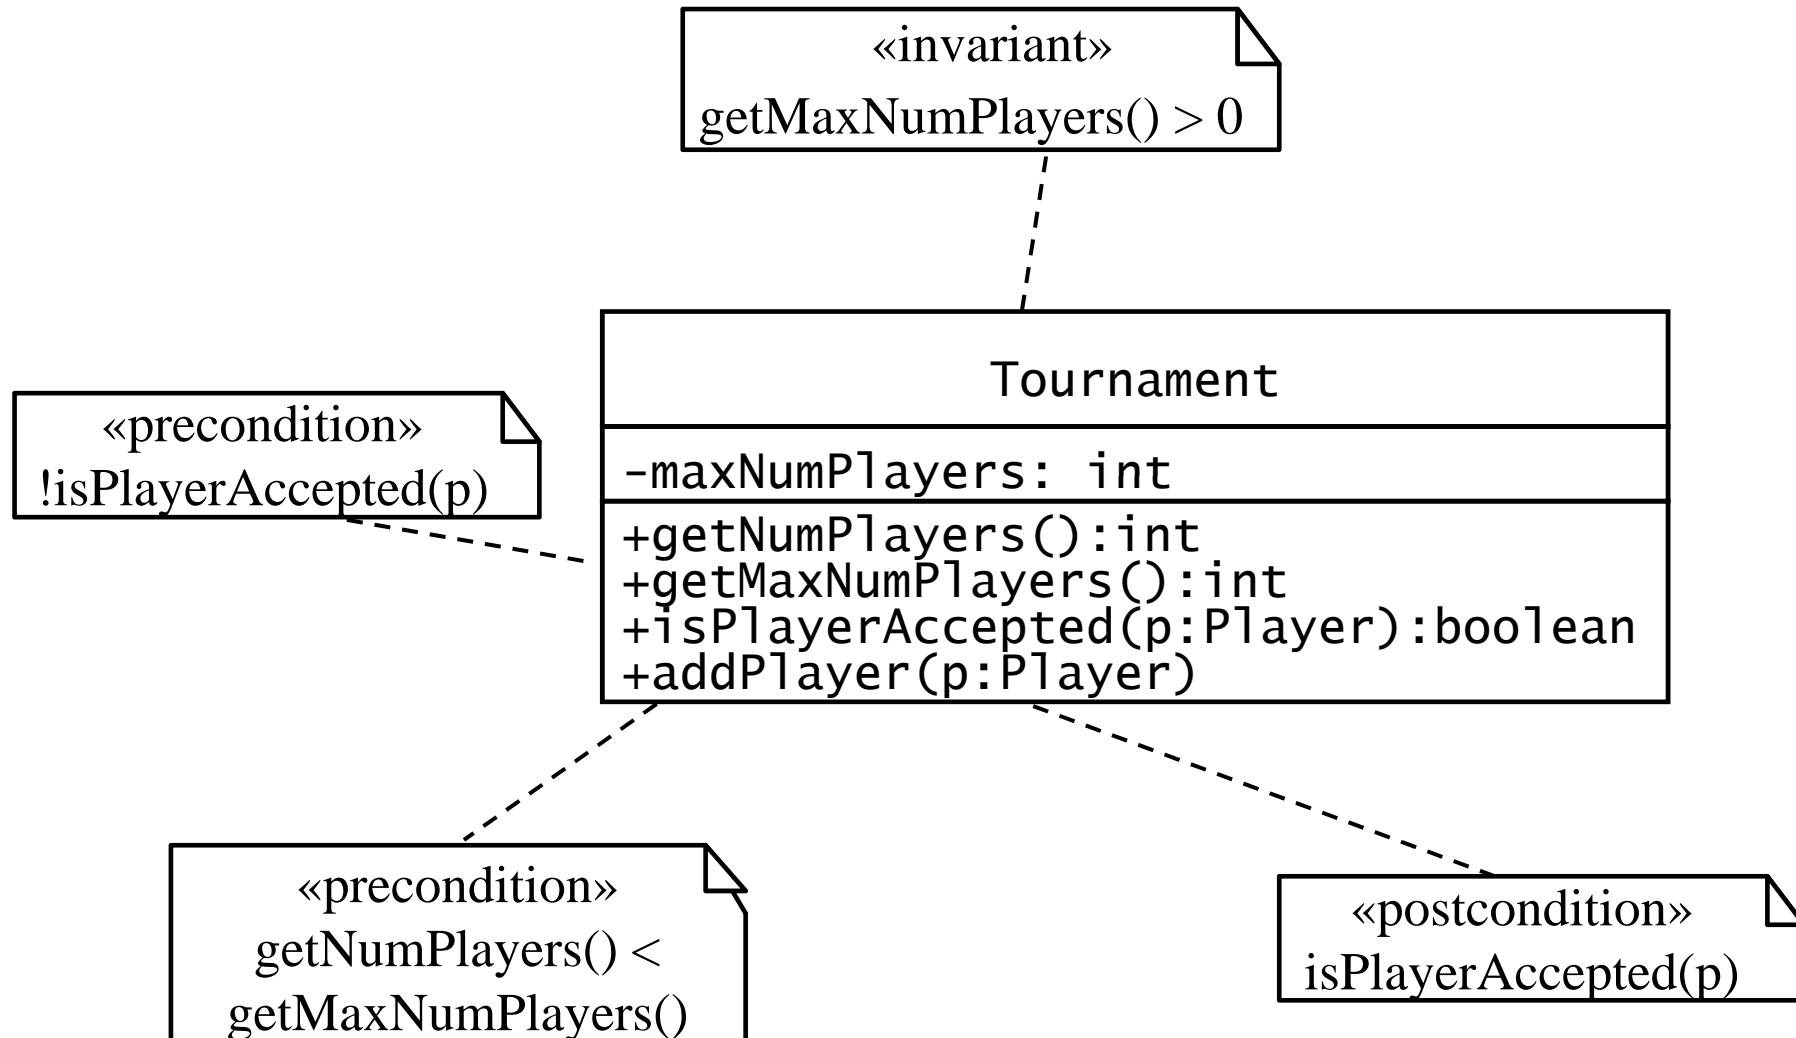 «invariant»
getMaxNumPlayers() > 0
Tournament
«precondition»
!isPlayerAccepted(p)
-maxNumPlayers: int
+getNumPlayers():int
+getMaxNumPlayers():int
+isPlayerAccepted(p:Player):boolean
+addPlayer(p:Player)
«precondition»
getNumPlayers() <
getMaxNumPlayers()
«postcondition»
isPlayerAccepted(p)